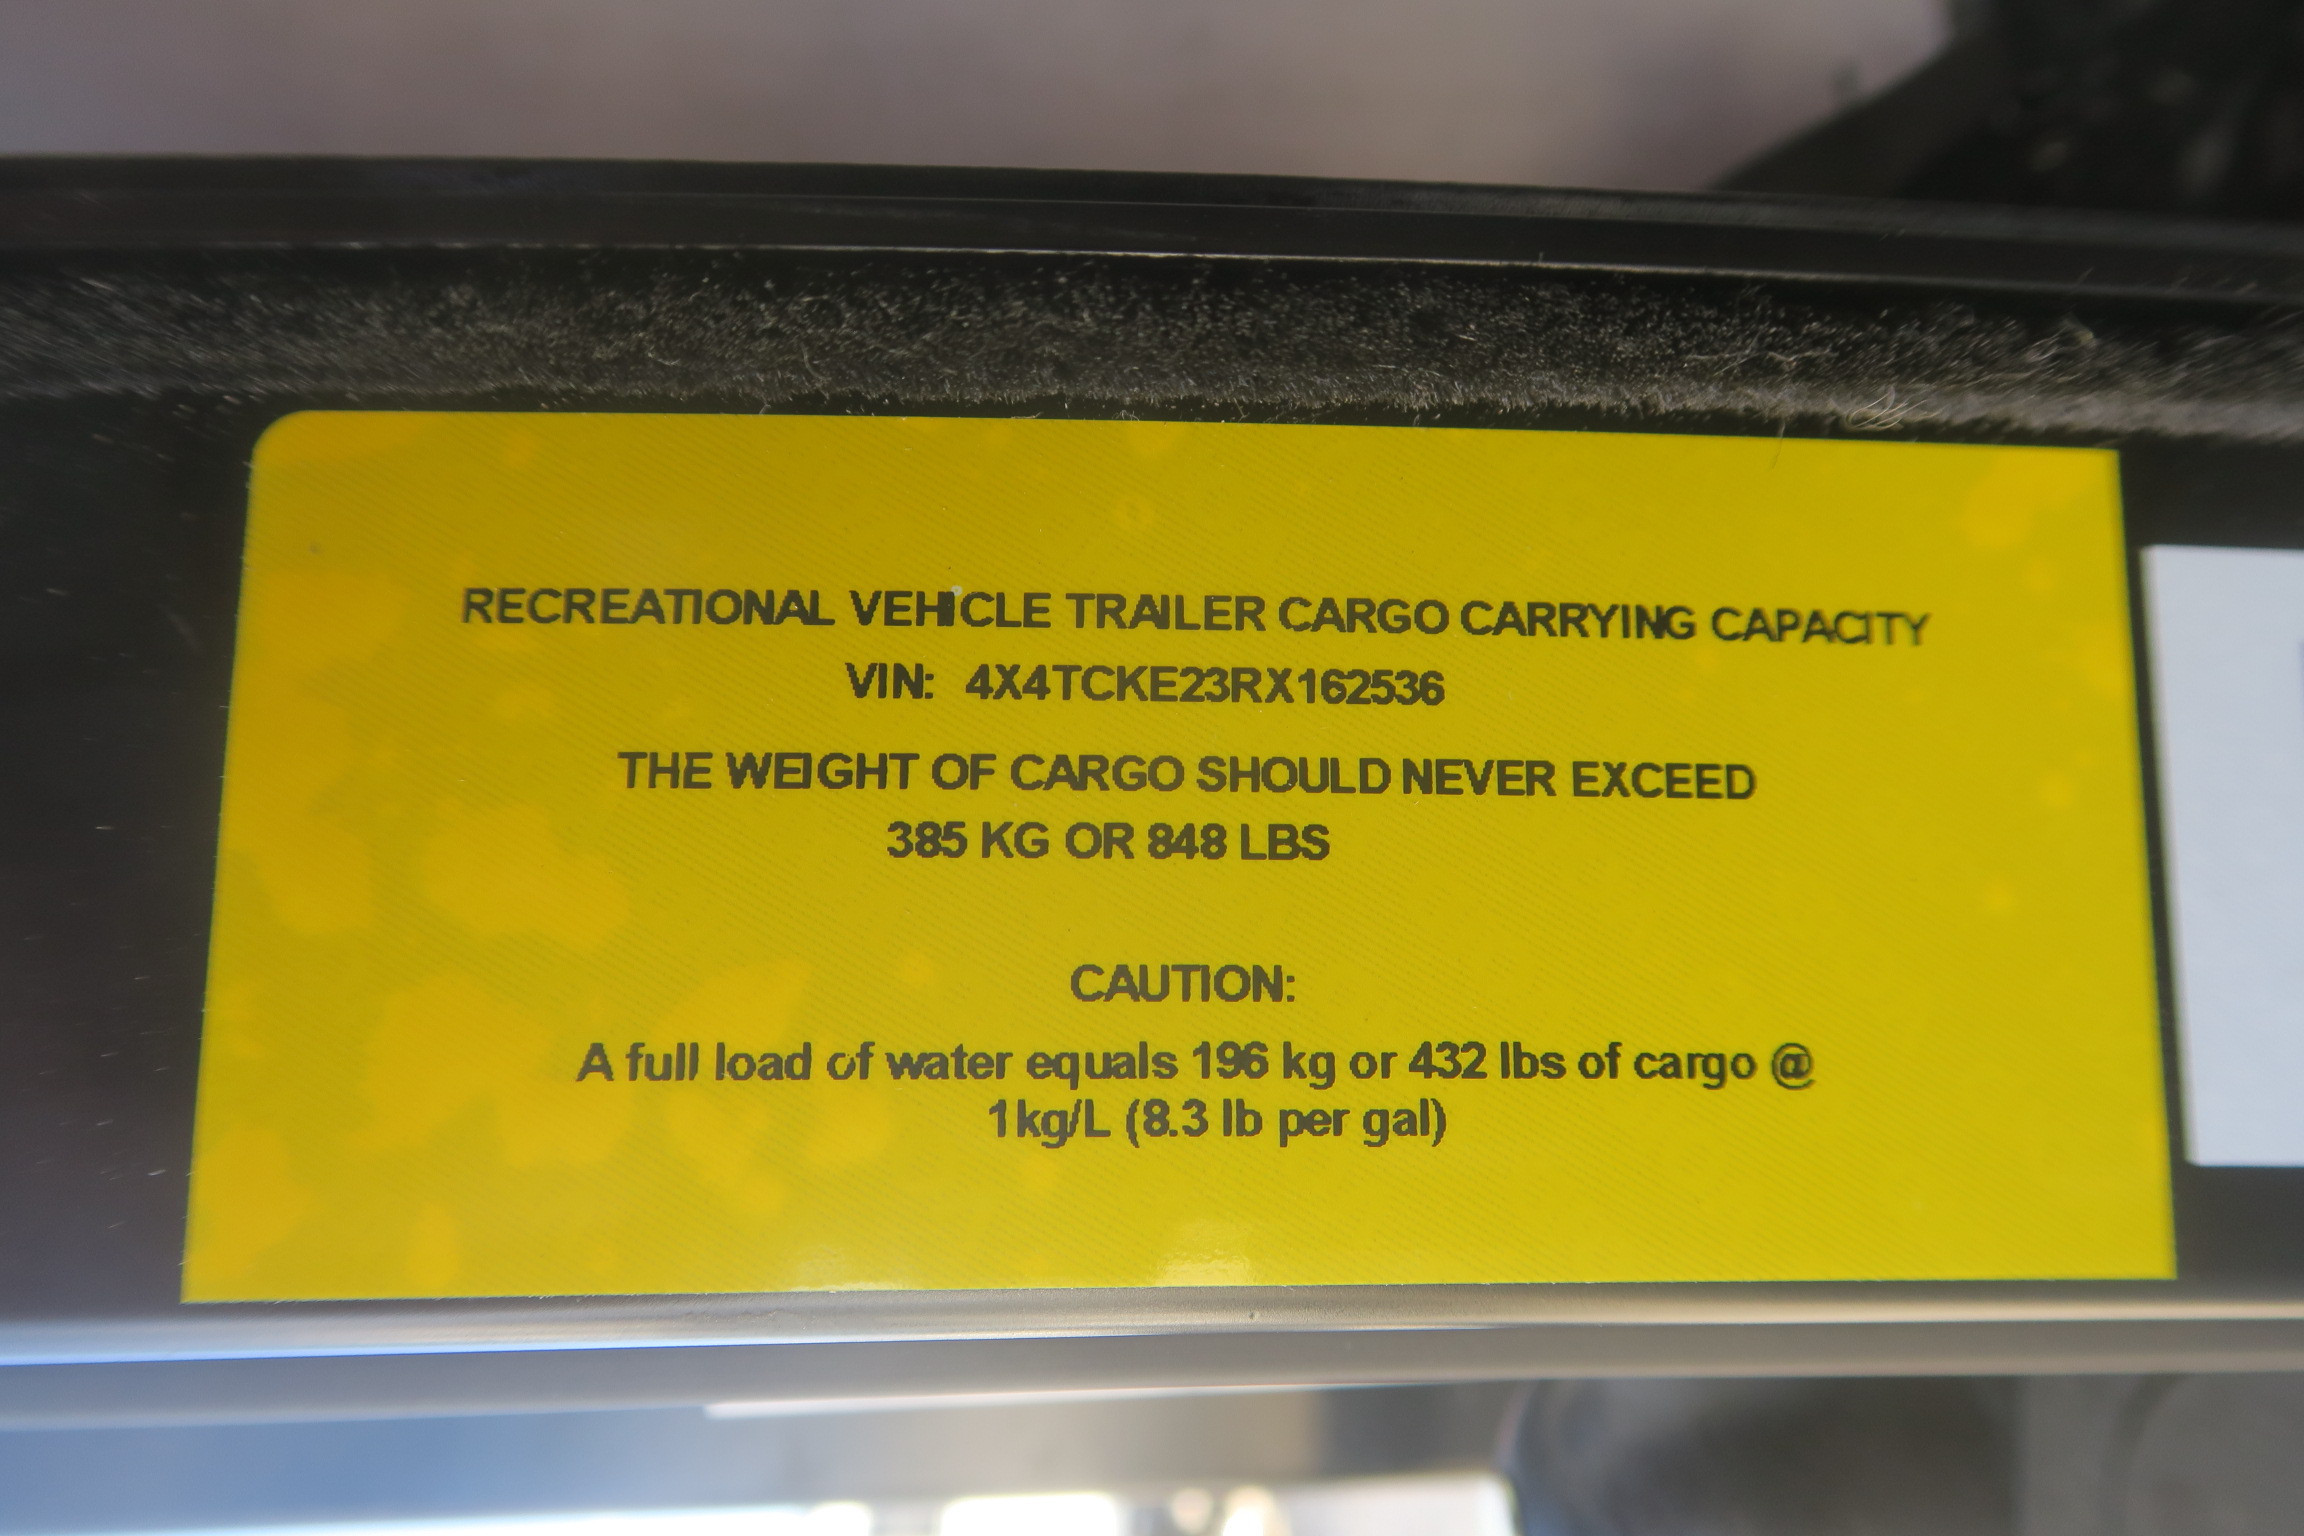 RECREATIONAL VEHICLE TRAILER CARGO CARRYING CAPACITY
VIN: 4X4TCKE23RX162536
THE WEIGHT OF CARGO SHOULD NEVER EXCEED
385 KG OR 848 LBS
CAUTION:
A full load of water equals 196 kg or 432 lbs of cargo @
1kg/L (8.3 lb per gal)